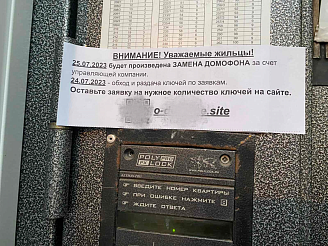 ВНИМАНИЕ! Уважаемые жильцы!
25.07.2023 будет произведена ЗАМЕНА ДОМОФОНА за счет
управляющей компании.
24.07.2023 - обход и раздача ключей по заявкам.
Оставьте заявку на нужное количество ключей на сайте.
.site
POLY
LOCK
ВВЕДИТЕ НОМЕР КВАРТИРЫ
ПРИ ОШИБКЕ НАЖМИТЕ
ЖДИТЕ ОТВЕТА